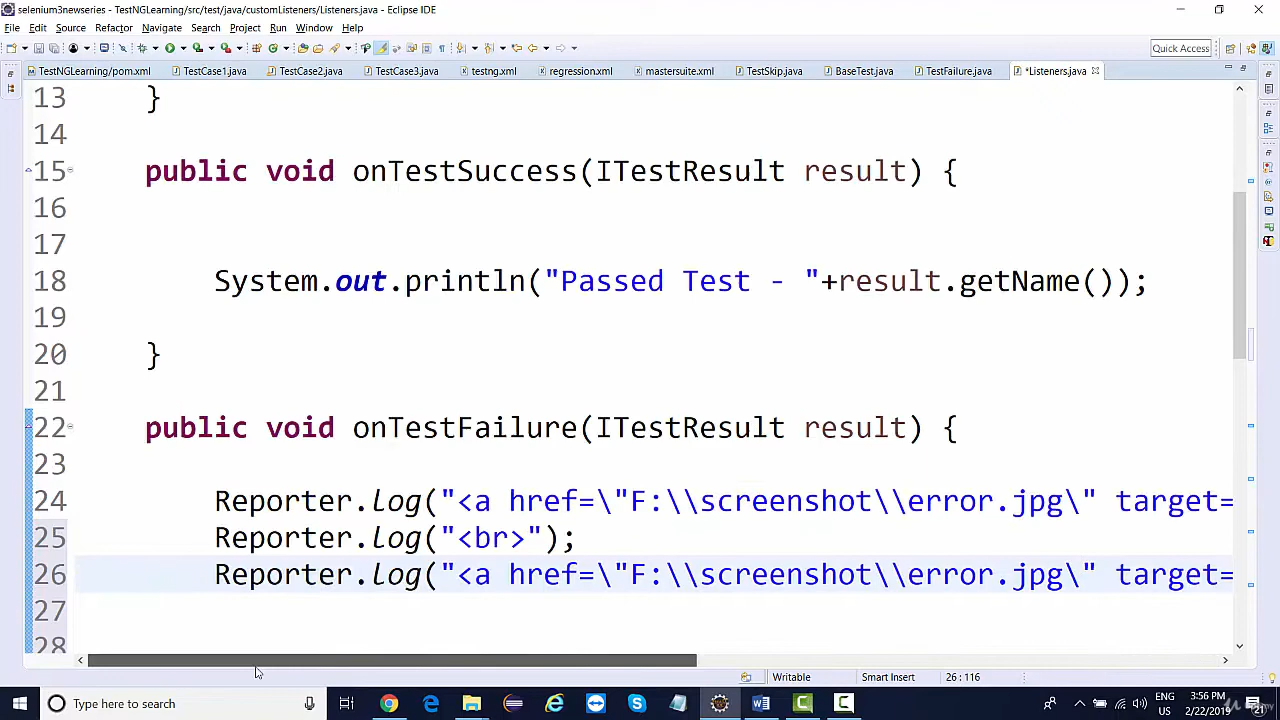 selenium3newseries - TestNGLearning/src/test/java/customListeners/Listeners.java - Eclipse IDE
File Edit Source Refactor Navigate Search Project Run Window Help
Quick Access
TestNGLearning/pom.xml TestCase1.java TestCase2.java TestCase3.java testng.xml regression.xml mastersuite.xml TestSkip.java BaseTest.java TestFailure.java *Listeners.java
13 }
14
15 public void onTestSuccess(ITestResult result) {
16
17
18 System.out.println("Passed Test - "+result.getName());
19
20 }
21
22 public void onTestFailure(ITestResult result) {
23
24 Reporter.log("<a href=\"F:\\screenshot\\error.jpg\" target=
25 Reporter.log("<br>");
26 Reporter.log("<a href=\"F:\\screenshot\\error.jpg\" target=
27
28
Writable Smart Insert 26 : 116
Type here to search
ENG US 3:56 PM 2/22/2019